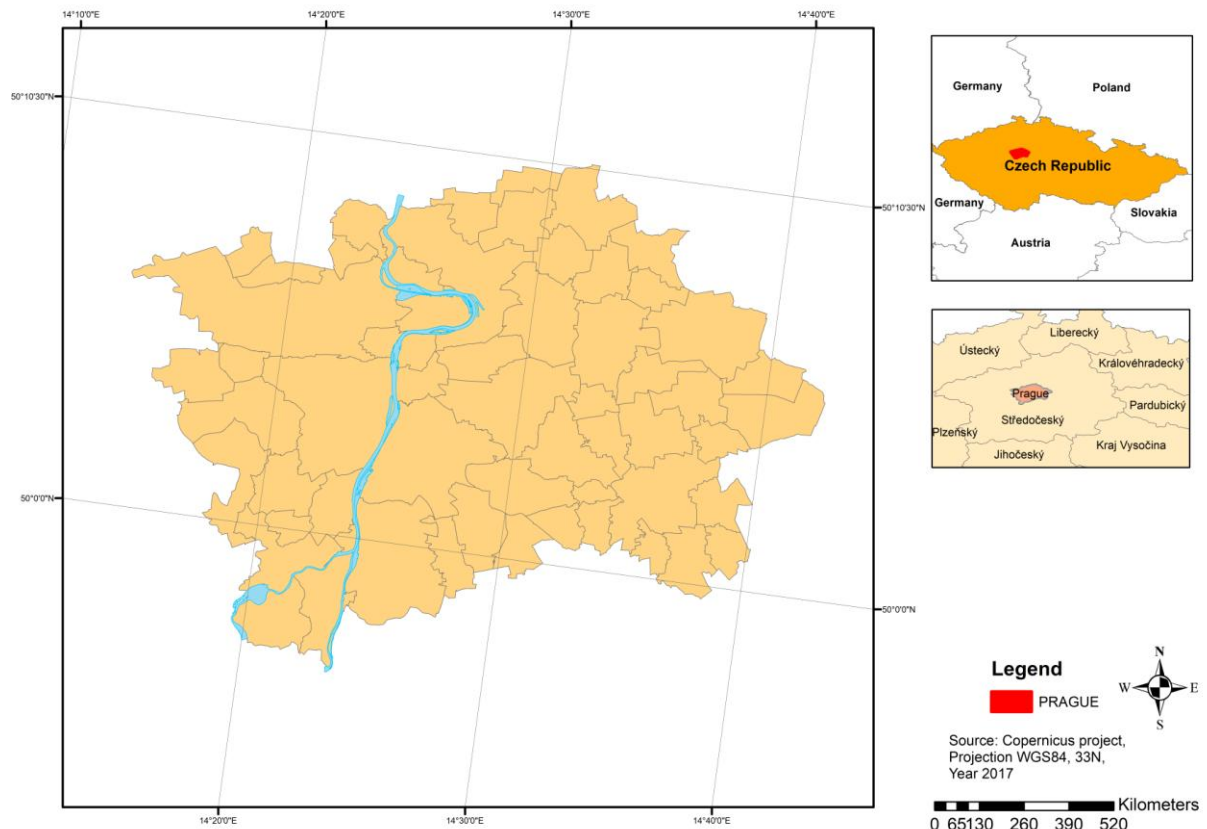 14°10'0"E
14°20'0"E
14°30'0"E
14°40'0"E
50°10'30"N
50°10'30"N
50°0'0"N
50°0'0"N
14°20'0"E
14°30'0"E
14°40'0"E
Germany
Poland
Czech Republic
Germany
Slovakia
Austria
Liberecký
Ústecký
Královéhradecký
Prague
Pardubický
Středočeský
Plzeňský
Kraj Vysočina
Jihočeský
Legend
PRAGUE
N
W E
S
Source: Copernicus project,
Projection WGS84, 33N,
Year 2017
Kilometers
0 65130 260 390 520